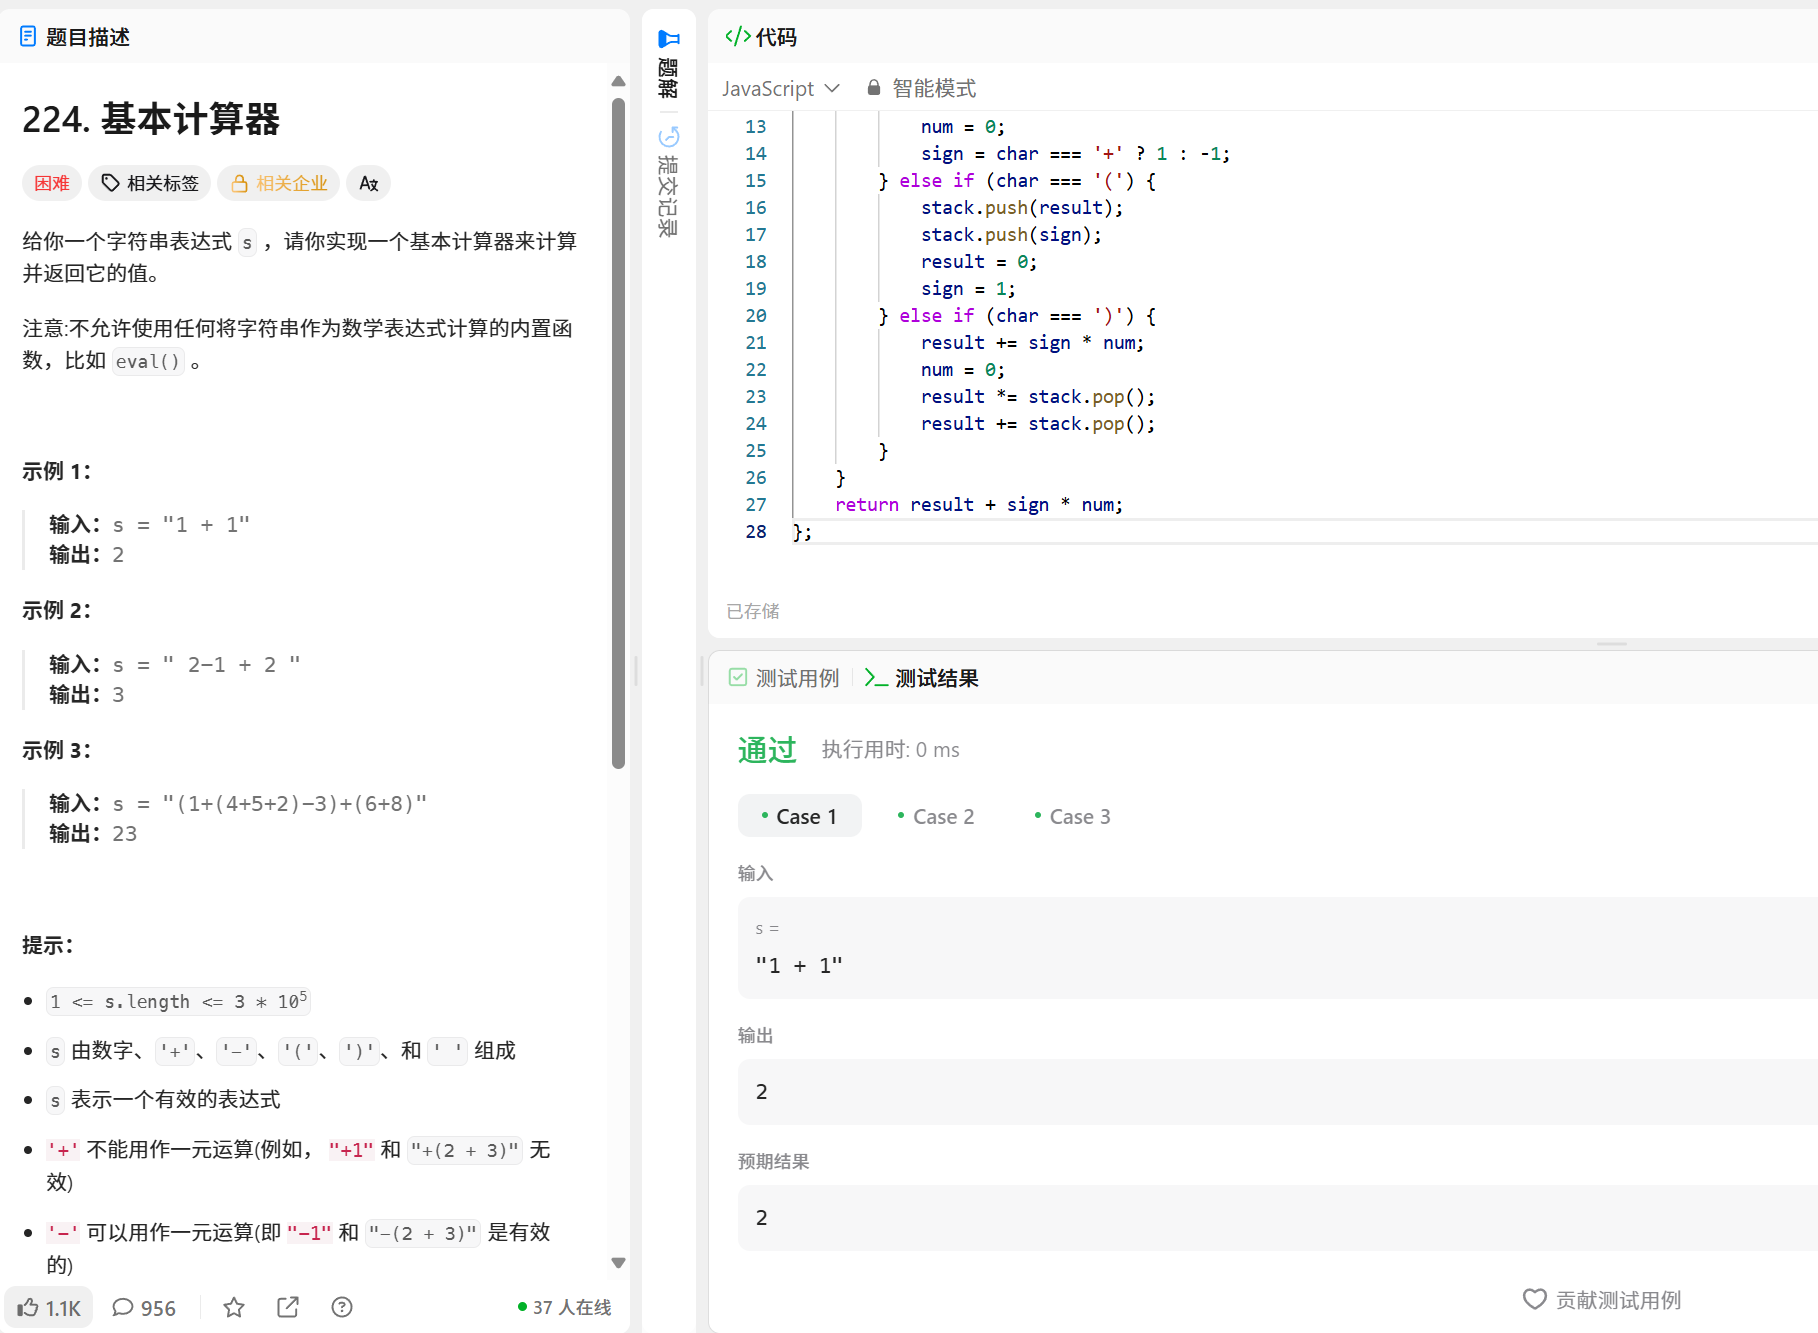 题目描述
224. 基本计算器
困难
相关标签
相关企业
给你一个字符串表达式 s ，请你实现一个基本计算器来计算
并返回它的值。
注意:不允许使用任何将字符串作为数学表达式计算的内置函
数，比如 eval() 。
示例 1：
输入：s = "1 + 1"
输出：2
示例 2：
输入：s = " 2-1 + 2 "
输出：3
示例 3：
输入：s = "(1+(4+5+2)-3)+(6+8)"
输出：23
提示：
1 <= s.length <= 3 * 10⁵
s 由数字、'+'、'-'、'('、')'、和 ' ' 组成
s 表示一个有效的表达式
'+' 不能用作一元运算(例如， "+1" 和 "+(2 + 3)" 无
效)
'-' 可以用作一元运算(即 "-1" 和 "-(2 + 3)" 是有效
的)
1.1K
956
37 人在线
题解
提交记录
</>代码
JavaScript
智能模式
13 num = 0;
14 sign = char === '+' ? 1 : -1;
15 } else if (char === '(') {
16 stack.push(result);
17 stack.push(sign);
18 result = 0;
19 sign = 1;
20 } else if (char === ')') {
21 result += sign * num;
22 num = 0;
23 result *= stack.pop();
24 result += stack.pop();
25 }
26 }
27 return result + sign * num;
28 };
已存储
测试用例
测试结果
通过 执行用时: 0 ms
Case 1
Case 2
Case 3
输入
s =
"1 + 1"
输出
2
预期结果
2
贡献测试用例